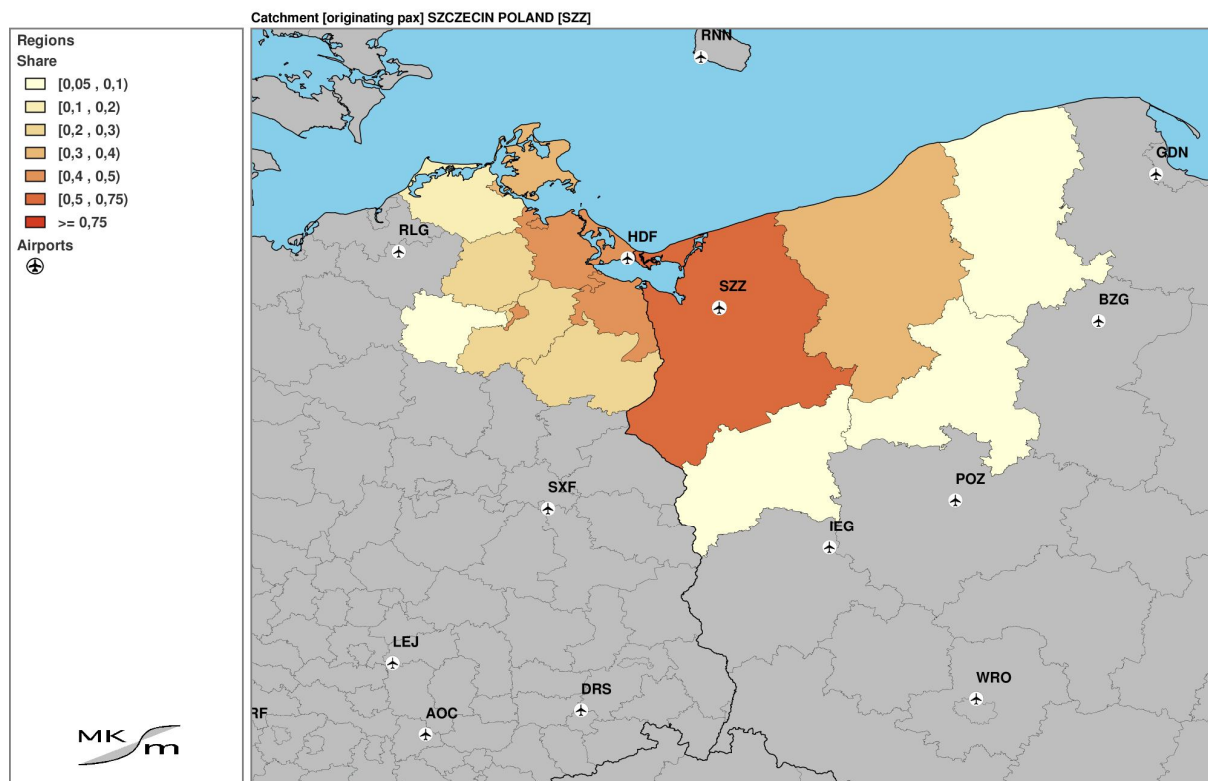 Catchment [originating pax] SZCZECIN POLAND [SZZ]
Regions
Share
[0,05 , 0,1)
[0,1 , 0,2)
[0,2 , 0,3)
[0,3 , 0,4)
[0,4 , 0,5)
[0,5 , 0,75)
>= 0,75
Airports
MK
m
RNN
GDN
RLG
HDF
SZZ
BZG
SXF
POZ
IEG
LEJ
DRS
WRO
RF
AOC